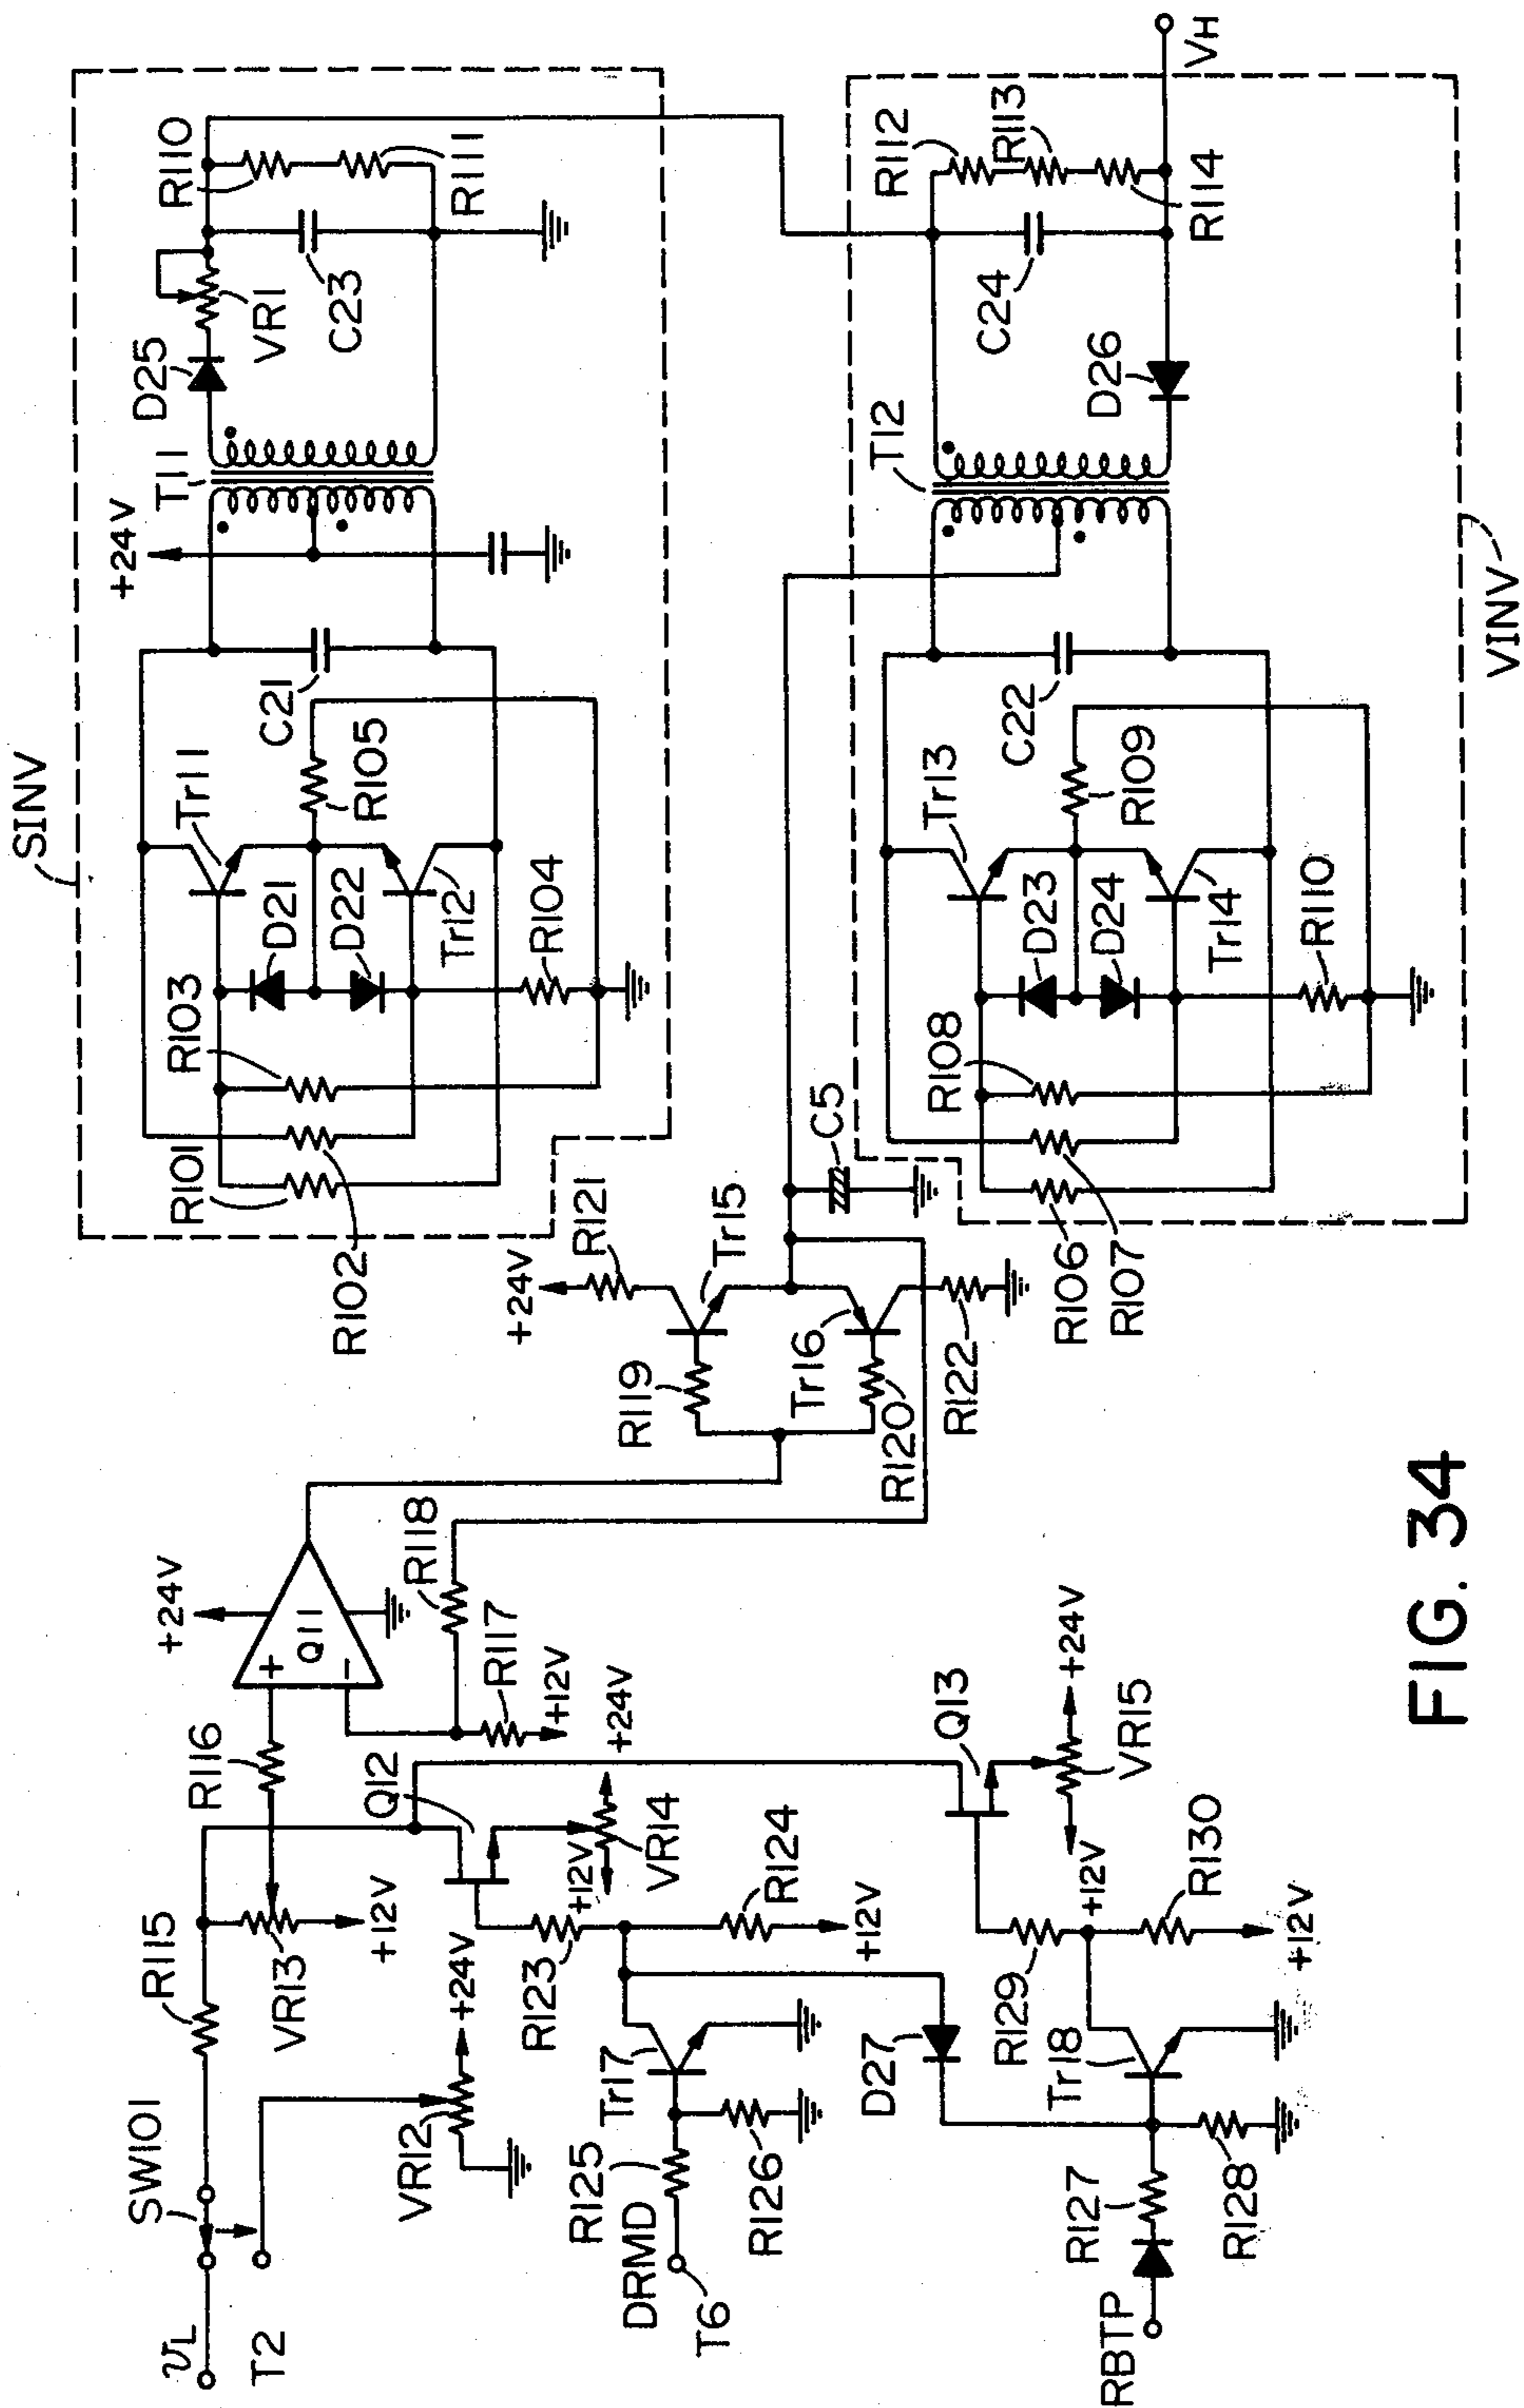 SINV
+24V
T11
D25
VR1
R110
R111
C23
C21
Tr11
R105
D21
D22
Tr12
R104
R103
R101
R102
+24V
R121
Tr15
R119
Tr16
R120
R122
C5
VH
R112
R113
R114
C24
D26
T12
VINV
C22
Tr13
R109
D23
D24
Tr14
R110
R108
R106
R107
+24V
Q11
+
−
R118
R117
+12V
R116
R115
VR13
+12V
SW101
VL
T2
VR12
+24V
Q12
+24V
+12V
VR14
R123
R124
+12V
Tr17
R125
DRMD
T6
R126
D27
Q13
+24V
VR15
+12V
R129
R130
+12V
Tr18
R127
R128
RBTP
FIG. 34